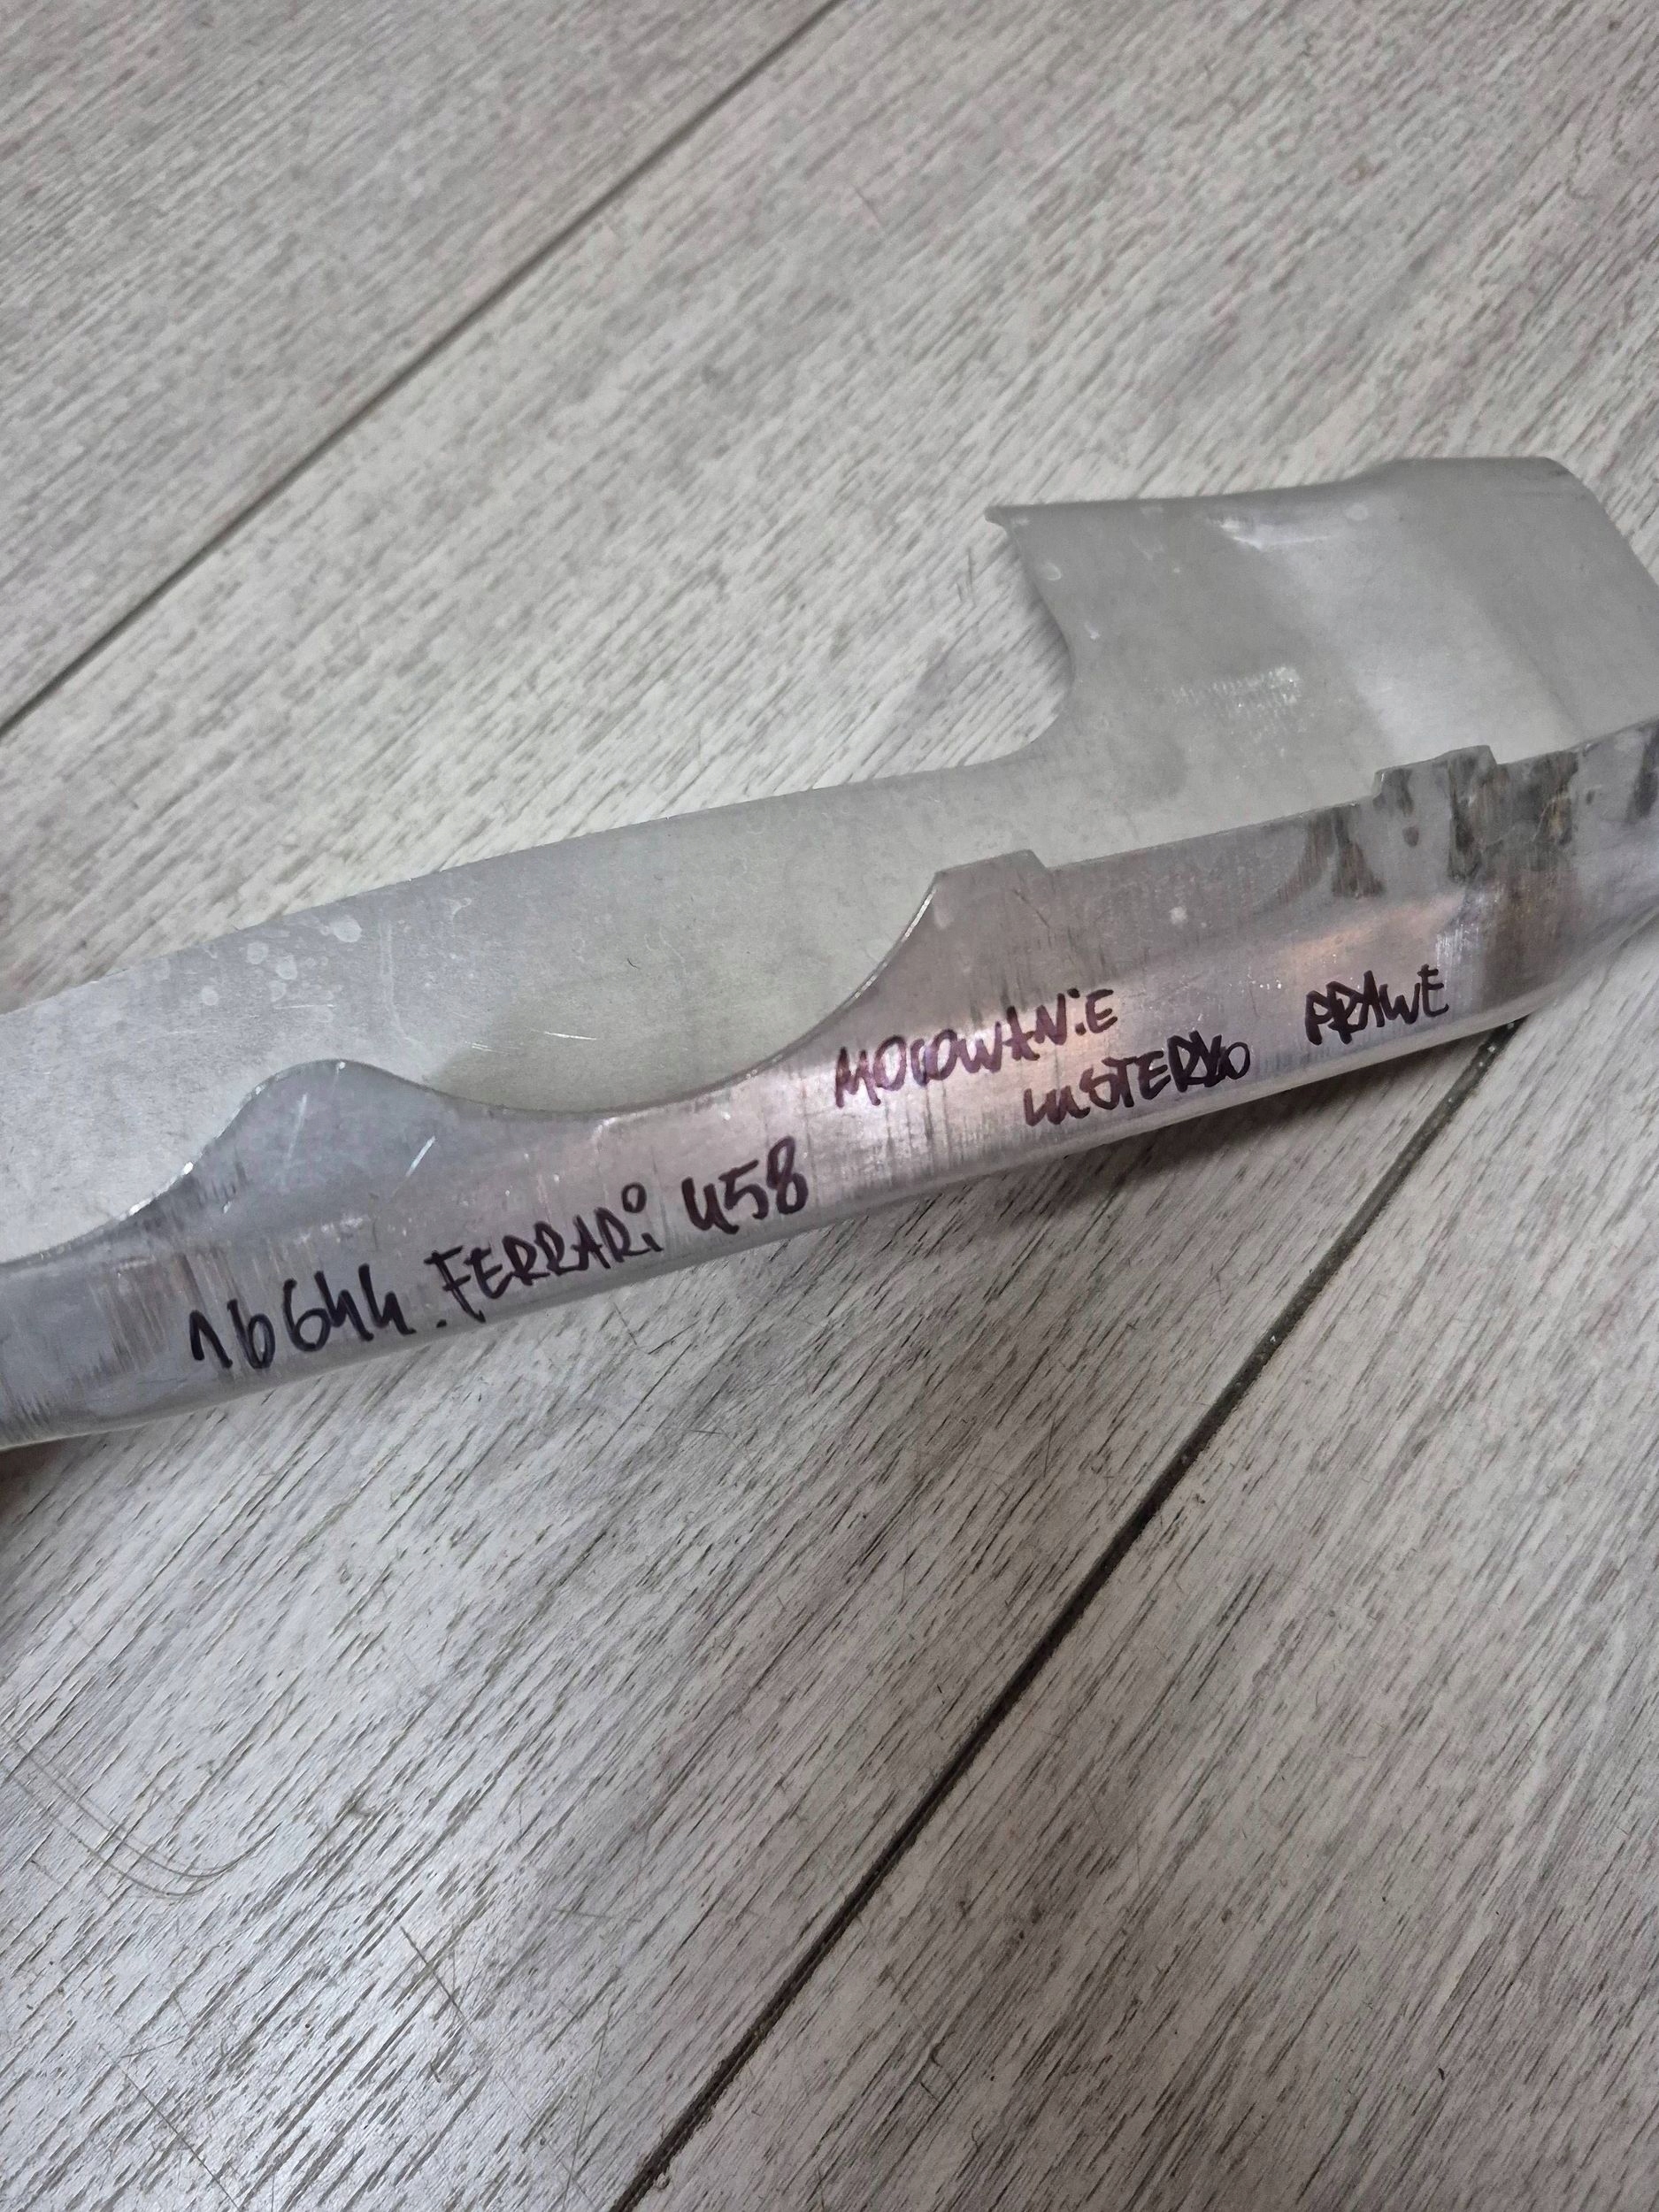 16644. FERRARi 458
MOCOWANiE
LUSTERKO PRAWE